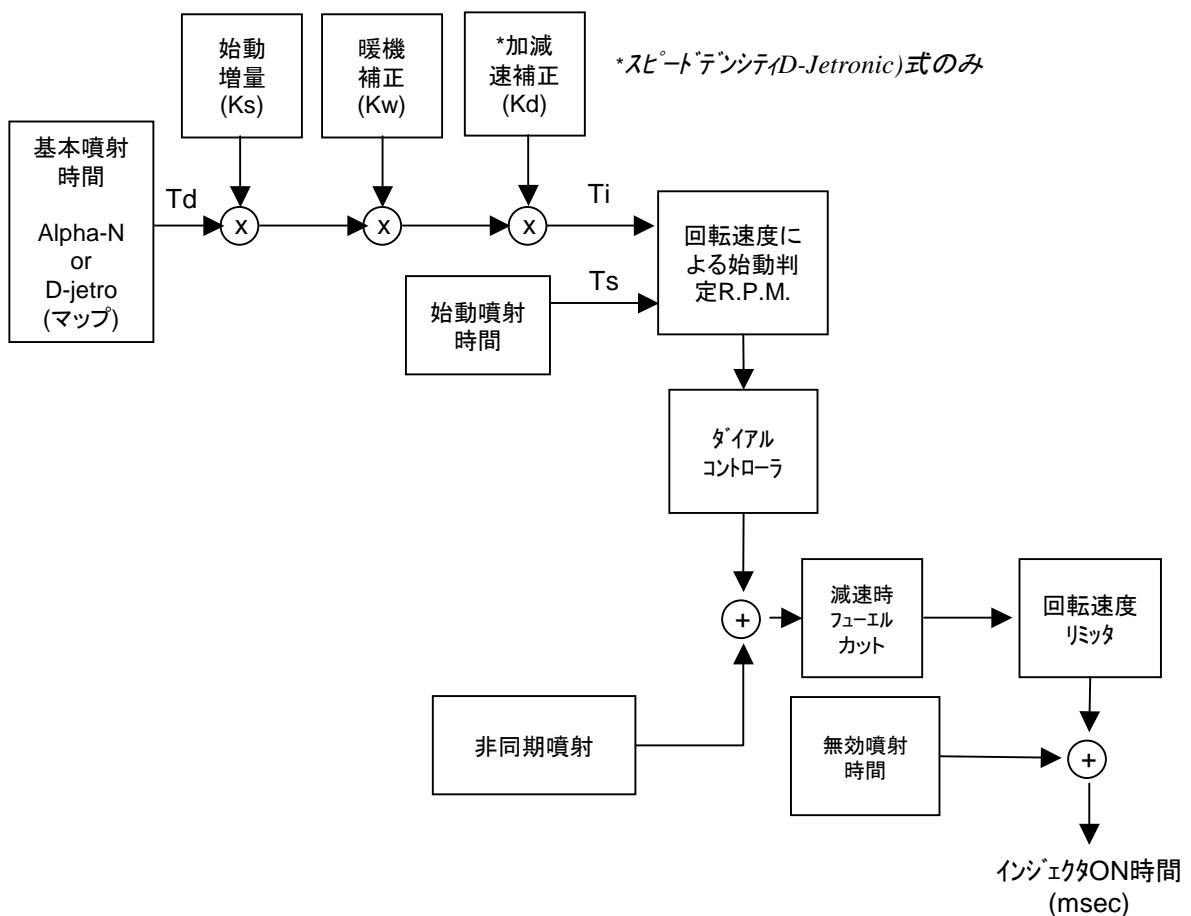 始動
増量
(Ks)
暖機
補正
(Kw)
*加減
速補正
(Kd)
*ｽﾋﾟｰﾄﾞﾃﾞﾝｼﾃｨD-Jetronic)式のみ
基本噴射
時間
Alpha-N
or
D-jetro
(マップ)
Td
x
x
x
Ti
回転速度に
よる始動判
定R.P.M.
始動噴射
時間
Ts
ﾀﾞｲｱﾙ
ｺﾝﾄﾛｰﾗ
+
減速時
ﾌｭｰｴﾙ
カット
回転速度
ﾘﾐｯﾀ
非同期噴射
無効噴射
時間
+
ｲﾝｼﾞｪｸﾀON時間
(msec)